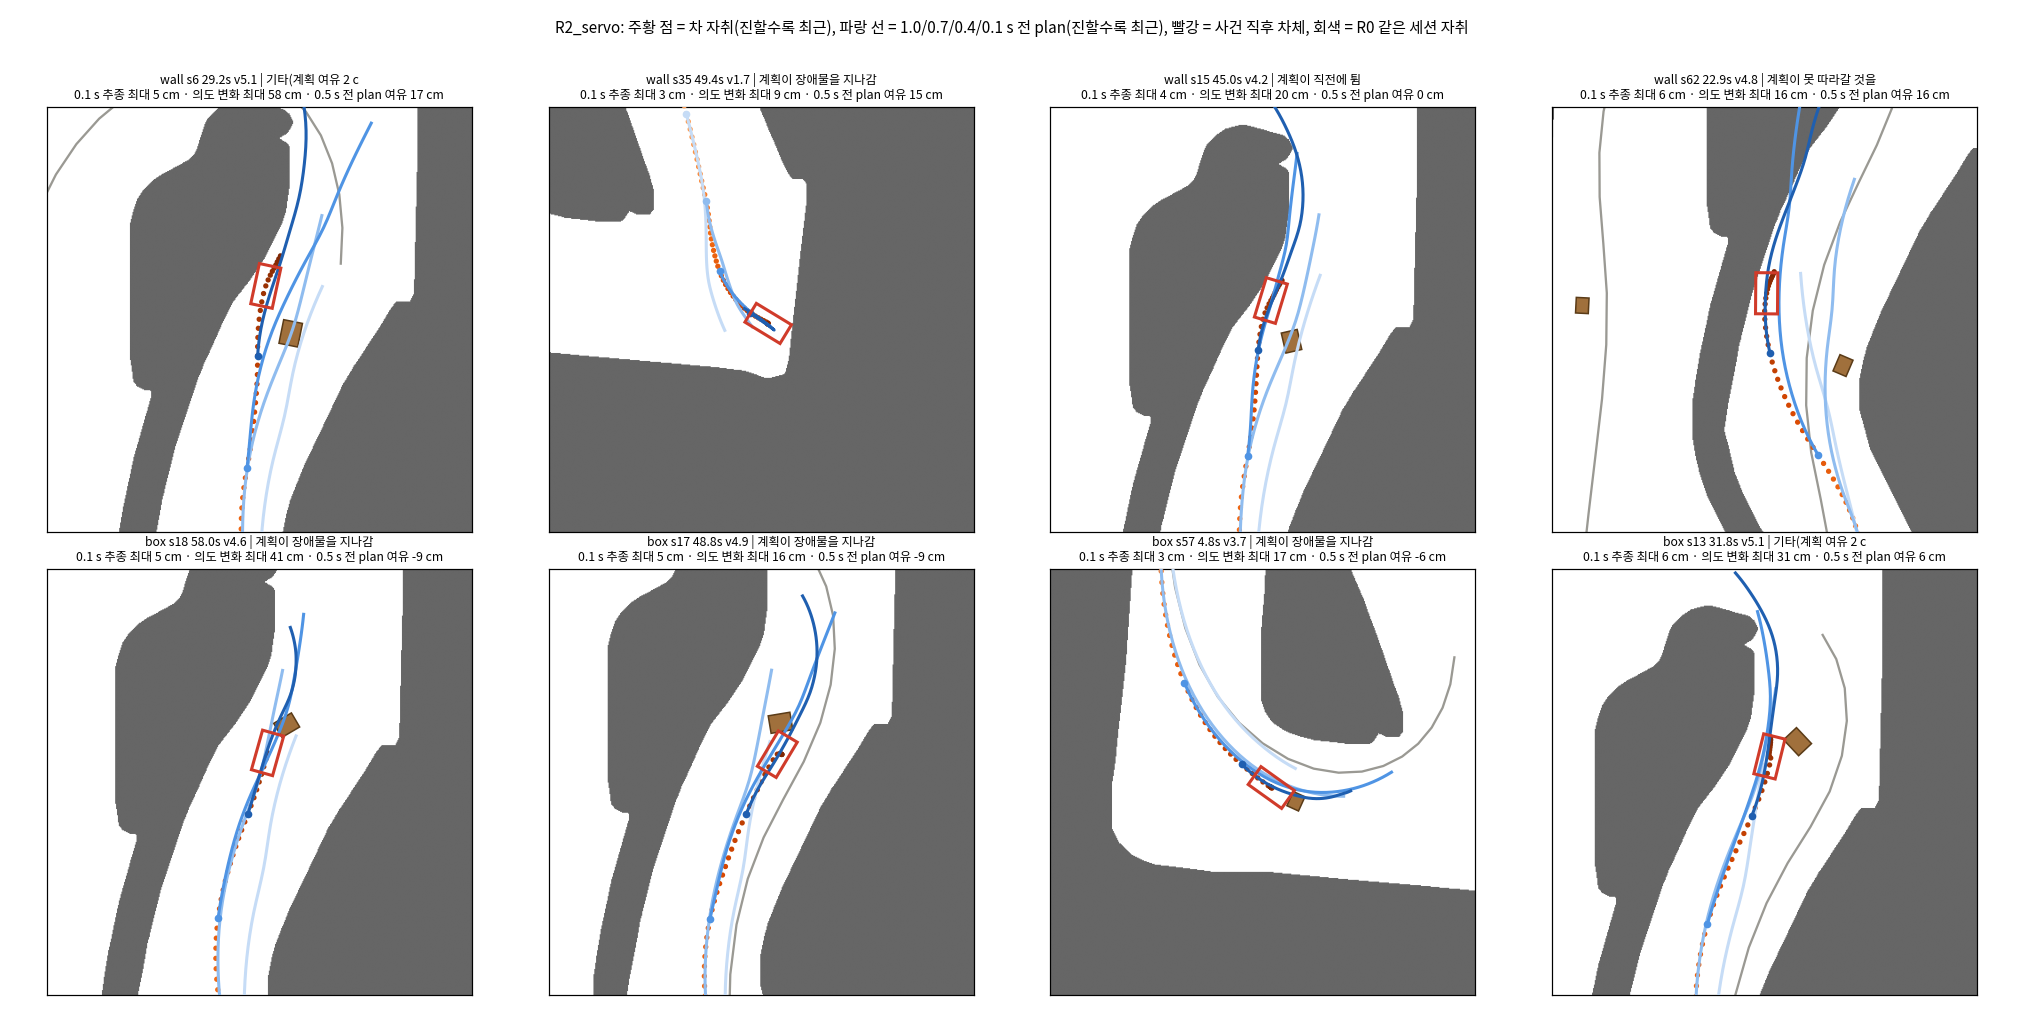 R2_servo: 주황 점 = 차 자취(진할수록 최근), 파랑 선 = 1.0/0.7/0.4/0.1 s 전 plan(진할수록 최근), 빨강 = 사건 직후 차체, 회색 = R0 같은 세션 자취
wall s6 29.2s v5.1 | 기타(계획 여유 2 c
0.1 s 추종 최대 5 cm · 의도 변화 최대 58 cm · 0.5 s 전 plan 여유 17 cm
wall s35 49.4s v1.7 | 계획이 장애물을 지나감
0.1 s 추종 최대 3 cm · 의도 변화 최대 9 cm · 0.5 s 전 plan 여유 15 cm
wall s15 45.0s v4.2 | 계획이 직전에 튐
0.1 s 추종 최대 4 cm · 의도 변화 최대 20 cm · 0.5 s 전 plan 여유 0 cm
wall s62 22.9s v4.8 | 계획이 못 따라갈 것을
0.1 s 추종 최대 6 cm · 의도 변화 최대 16 cm · 0.5 s 전 plan 여유 16 cm
box s18 58.0s v4.6 | 계획이 장애물을 지나감
0.1 s 추종 최대 5 cm · 의도 변화 최대 41 cm · 0.5 s 전 plan 여유 -9 cm
box s17 48.8s v4.9 | 계획이 장애물을 지나감
0.1 s 추종 최대 5 cm · 의도 변화 최대 16 cm · 0.5 s 전 plan 여유 -9 cm
box s57 4.8s v3.7 | 계획이 장애물을 지나감
0.1 s 추종 최대 3 cm · 의도 변화 최대 17 cm · 0.5 s 전 plan 여유 -6 cm
box s13 31.8s v5.1 | 기타(계획 여유 2 c
0.1 s 추종 최대 6 cm · 의도 변화 최대 31 cm · 0.5 s 전 plan 여유 6 cm